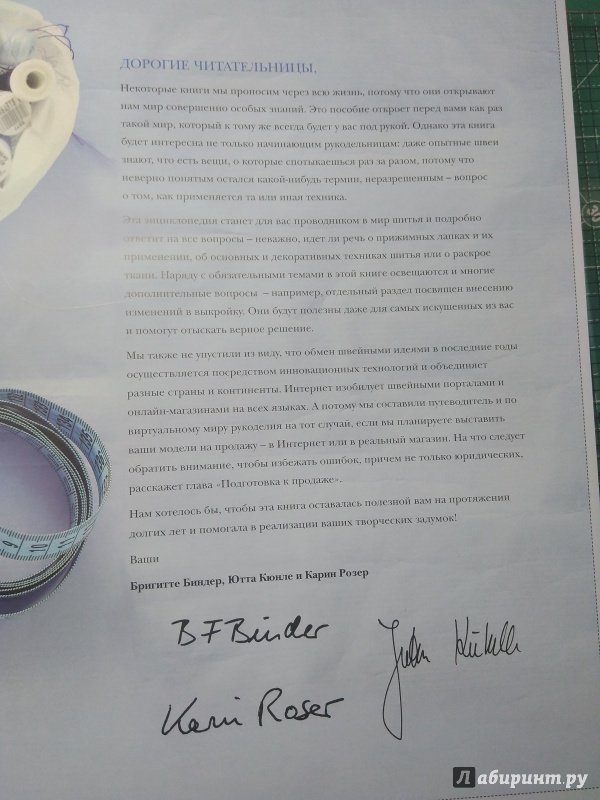 ДОРОГИЕ ЧИТАТЕЛЬНИЦЫ,
Некоторые книги мы проносим через всю жизнь, потому что они открывают
нам мир совершенно особых знаний. Это пособие откроет перед вами как раз
такой мир, который к тому же всегда будет у вас под рукой. Однако эта книга
будет интересна не только начинающим рукодельницам: даже опытные швеи
знают, что есть вещи, о которые спотыкаешься раз за разом, потому что
неверно понятым остался какой-нибудь термин, неразрешенным – вопрос
о том, как применяется та или иная техника.
Эта энциклопедия станет для вас проводником в мир шитья и подробно
ответит на все вопросы – неважно, идет ли речь о прижимных лапках и их
применении, об основных и декоративных техниках шитья или о раскрое
ткани. Наряду с обязательными темами в этой книге освещаются и многие
дополнительные вопросы – например, отдельный раздел посвящен внесению
изменений в выкройку. Они будут полезны даже для самых искушенных из вас
и помогут отыскать верное решение.
Мы также не упустили из виду, что обмен швейными идеями в последние годы
осуществляется посредством инновационных технологий и объединяет
разные страны и континенты. Интернет изобилует швейными порталами и
онлайн-магазинами на всех языках. А потому мы составили путеводитель и по
виртуальному миру рукоделия на тот случай, если вы планируете выставить
ваши модели на продажу – в Интернет или в реальный магазин. На что следует
обратить внимание, чтобы избежать ошибок, причем не только юридических,
расскажет глава «Подготовка к продаже».
Нам хотелось бы, чтобы эта книга оставалась полезной вам на протяжении
долгих лет и помогала в реализации ваших творческих задумок!
Ваши
Бригитте Биндер, Ютта Кюнле и Карин Розер
BFBinder
Karin Roser
9 10 11
Лабиринт.ру